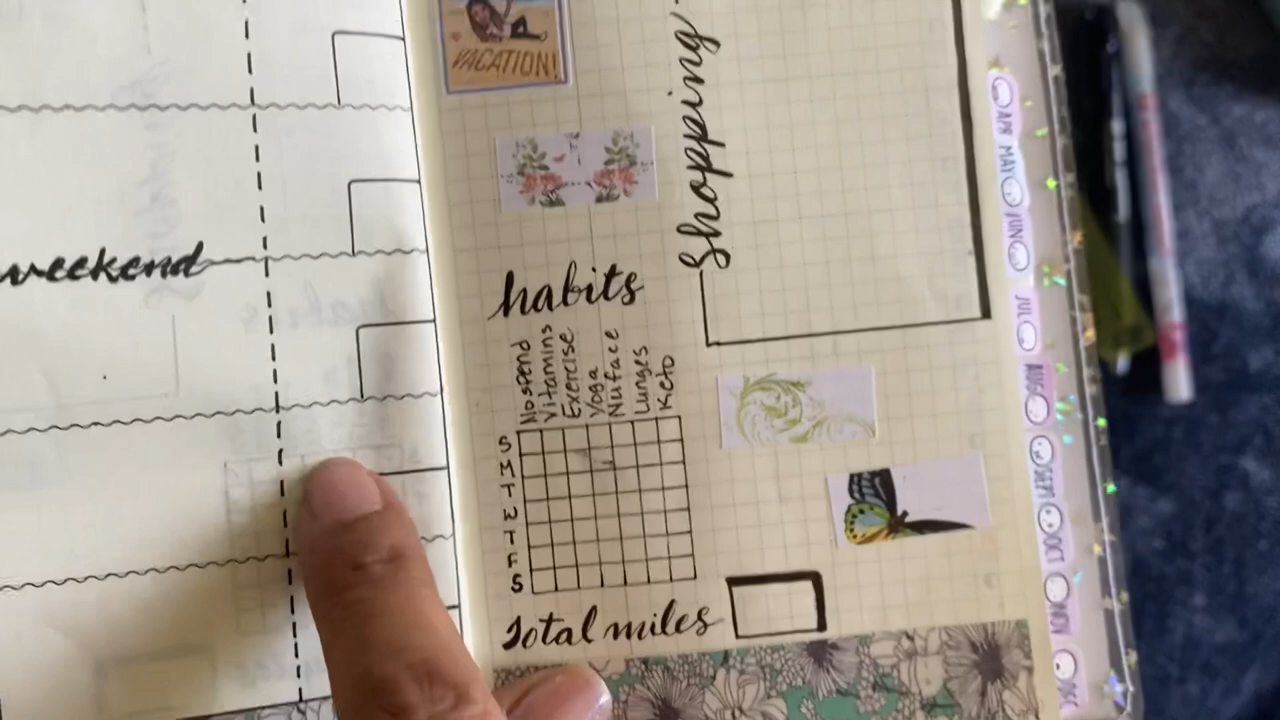 VACATION!
Shopping
weekend
habits
No spend
Vitamins
Exercise
Yoga
Nuface
Lunges
Keto
S
M
T
W
T
F
S
Total miles
APR
MAY
JUN
JUL
AUG
SEPT
OCT
NOV
DEC